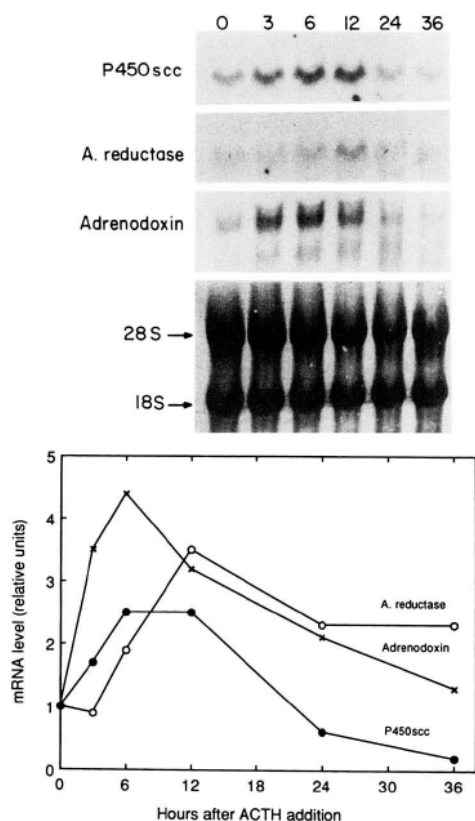 0 3 6 12 24 36
P450scc
A. reductase
Adrenodoxin
28S
18S
mRNA level (relative units)
5
4
3
2
1
0
A. reductase
Adrenodoxin
P450scc
0 6 12 18 24 30 36
Hours after ACTH addition